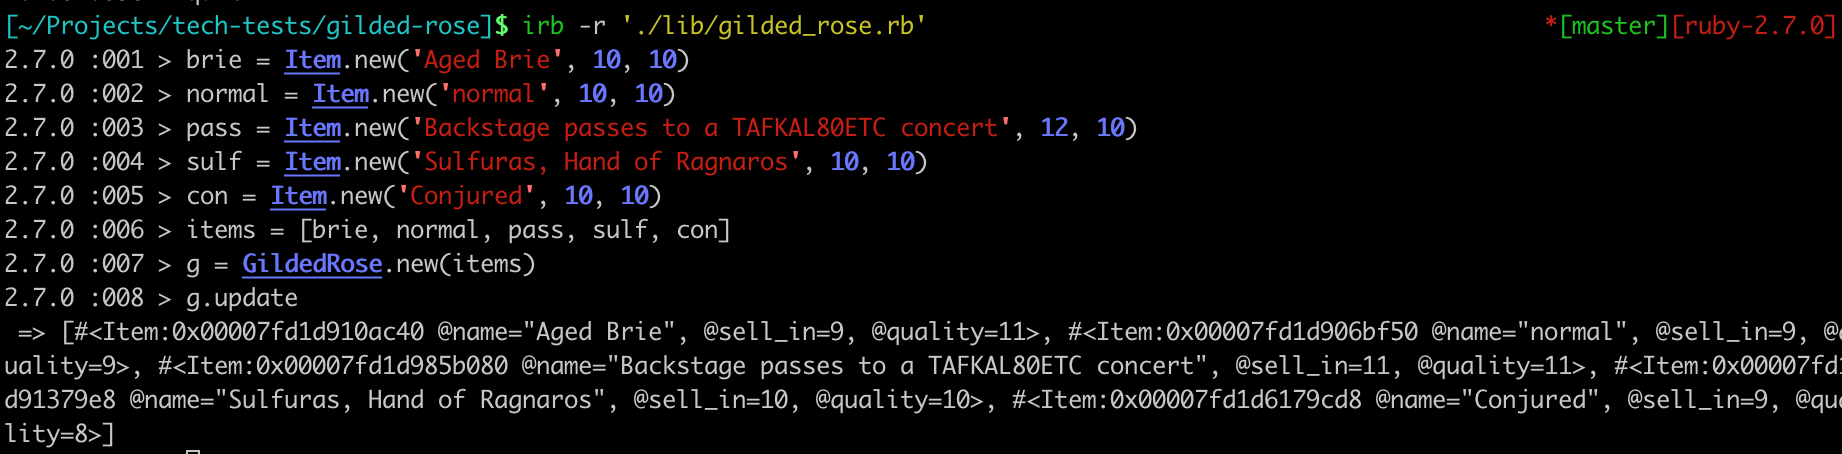 [~/Projects/tech-tests/gilded-rose]$ irb -r './lib/gilded_rose.rb' *[master][ruby-2.7.0]
2.7.0 :001 > brie = Item.new('Aged Brie', 10, 10)
2.7.0 :002 > normal = Item.new('normal', 10, 10)
2.7.0 :003 > pass = Item.new('Backstage passes to a TAFKAL80ETC concert', 12, 10)
2.7.0 :004 > sulf = Item.new('Sulfuras, Hand of Ragnaros', 10, 10)
2.7.0 :005 > con = Item.new('Conjured', 10, 10)
2.7.0 :006 > items = [brie, normal, pass, sulf, con]
2.7.0 :007 > g = GildedRose.new(items)
2.7.0 :008 > g.update
=> [#<Item:0x00007fd1d910ac40 @name="Aged Brie", @sell_in=9, @quality=11>, #<Item:0x00007fd1d906bf50 @name="normal", @sell_in=9, @q
uality=9>, #<Item:0x00007fd1d985b080 @name="Backstage passes to a TAFKAL80ETC concert", @sell_in=11, @quality=11>, #<Item:0x00007fd1
d91379e8 @name="Sulfuras, Hand of Ragnaros", @sell_in=10, @quality=10>, #<Item:0x00007fd1d6179cd8 @name="Conjured", @sell_in=9, @qua
lity=8>]